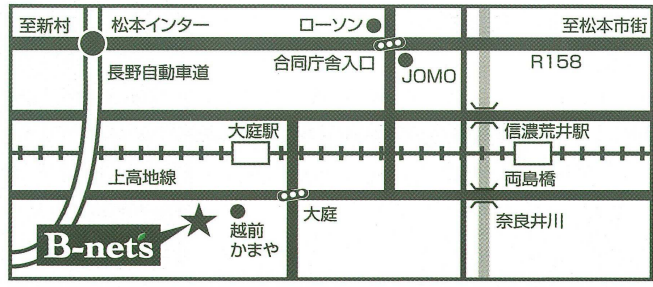 至新村
松本インター
ローソン
至松本市街
長野自動車道
合同庁舎入口
JOMO
R158
大庭駅
信濃荒井駅
上高地線
両島橋
大庭
奈良井川
越前
かまや
B-nets